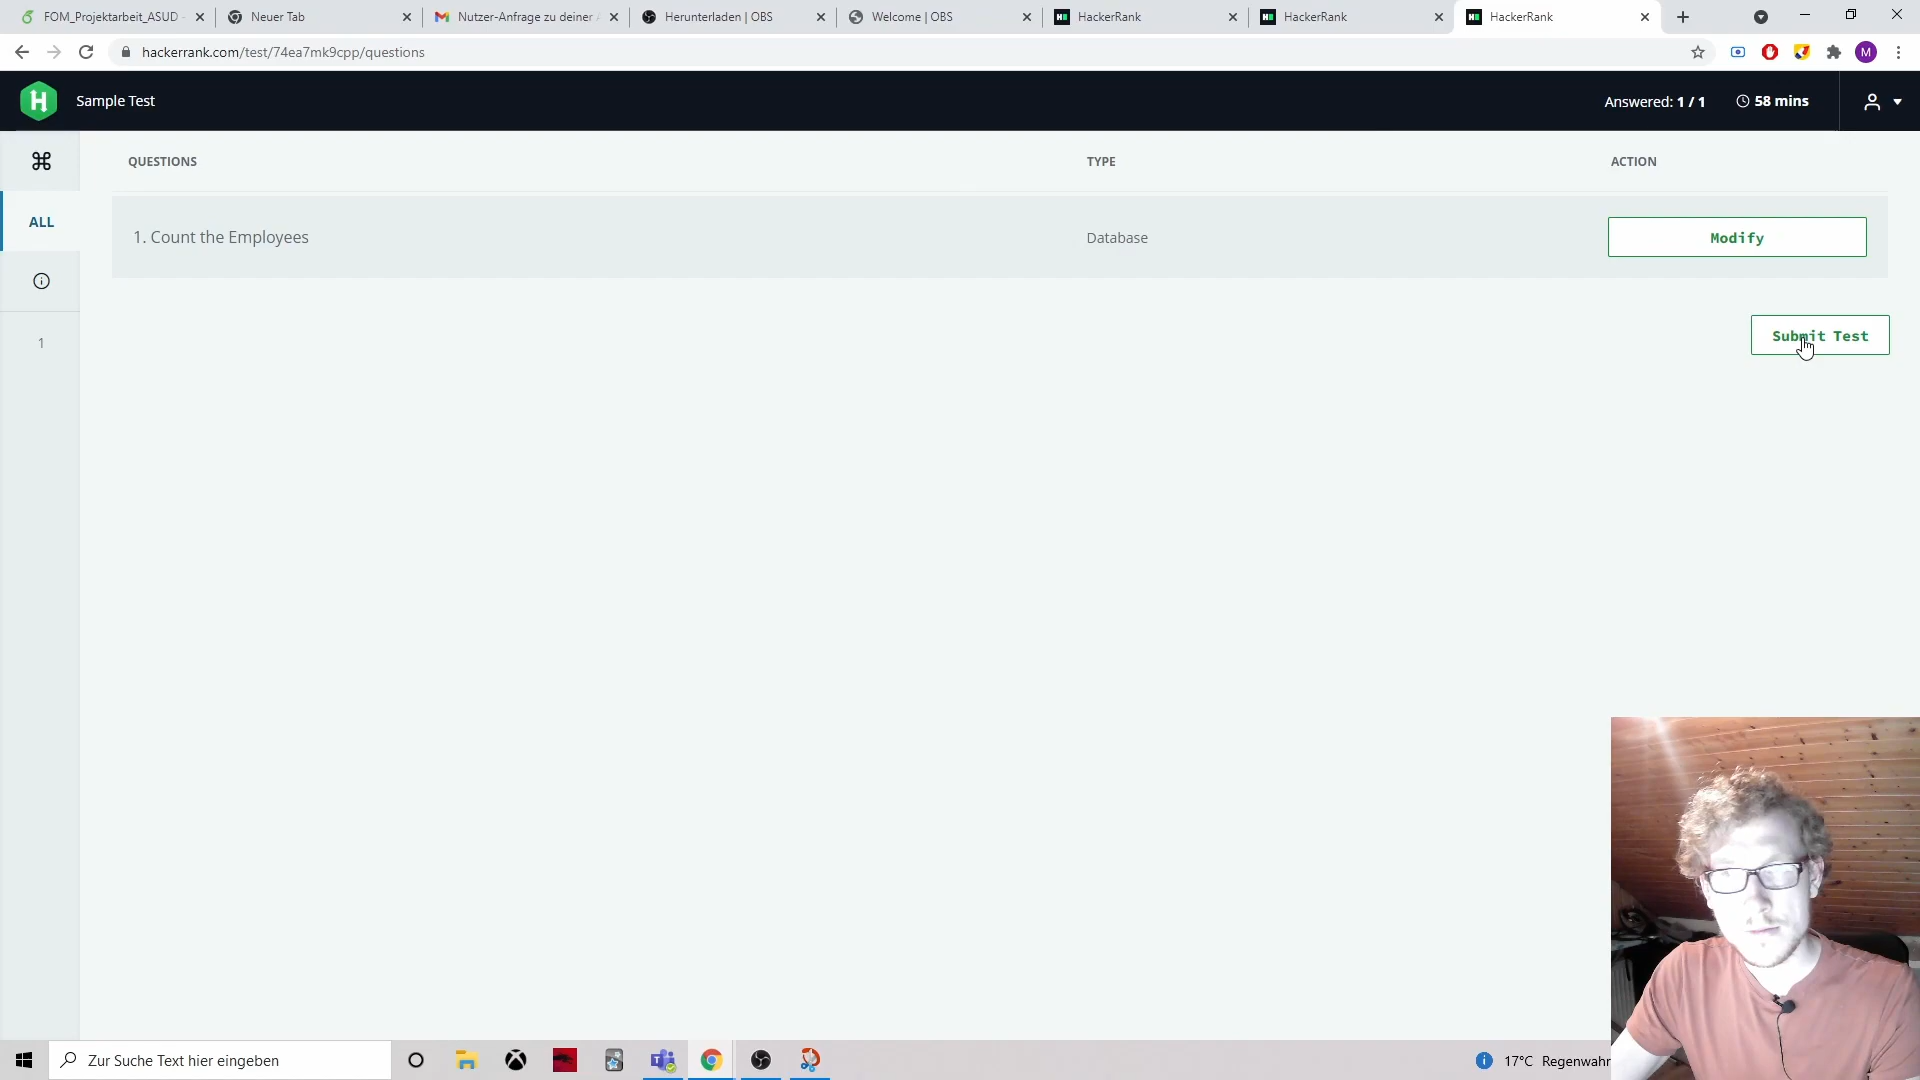 FOM_Projektarbeit_ASUD
Neuer Tab
Nutzer-Anfrage zu deiner
Herunterladen | OBS
Welcome | OBS
HackerRank
HackerRank
HackerRank
hackerrank.com/test/74ea7mk9cpp/questions
M
H
Sample Test
Answered: 1 / 1
58 mins
QUESTIONS
TYPE
ACTION
ALL
1. Count the Employees
Database
Modify
Submit Test
1
Zur Suche Text hier eingeben
17°C